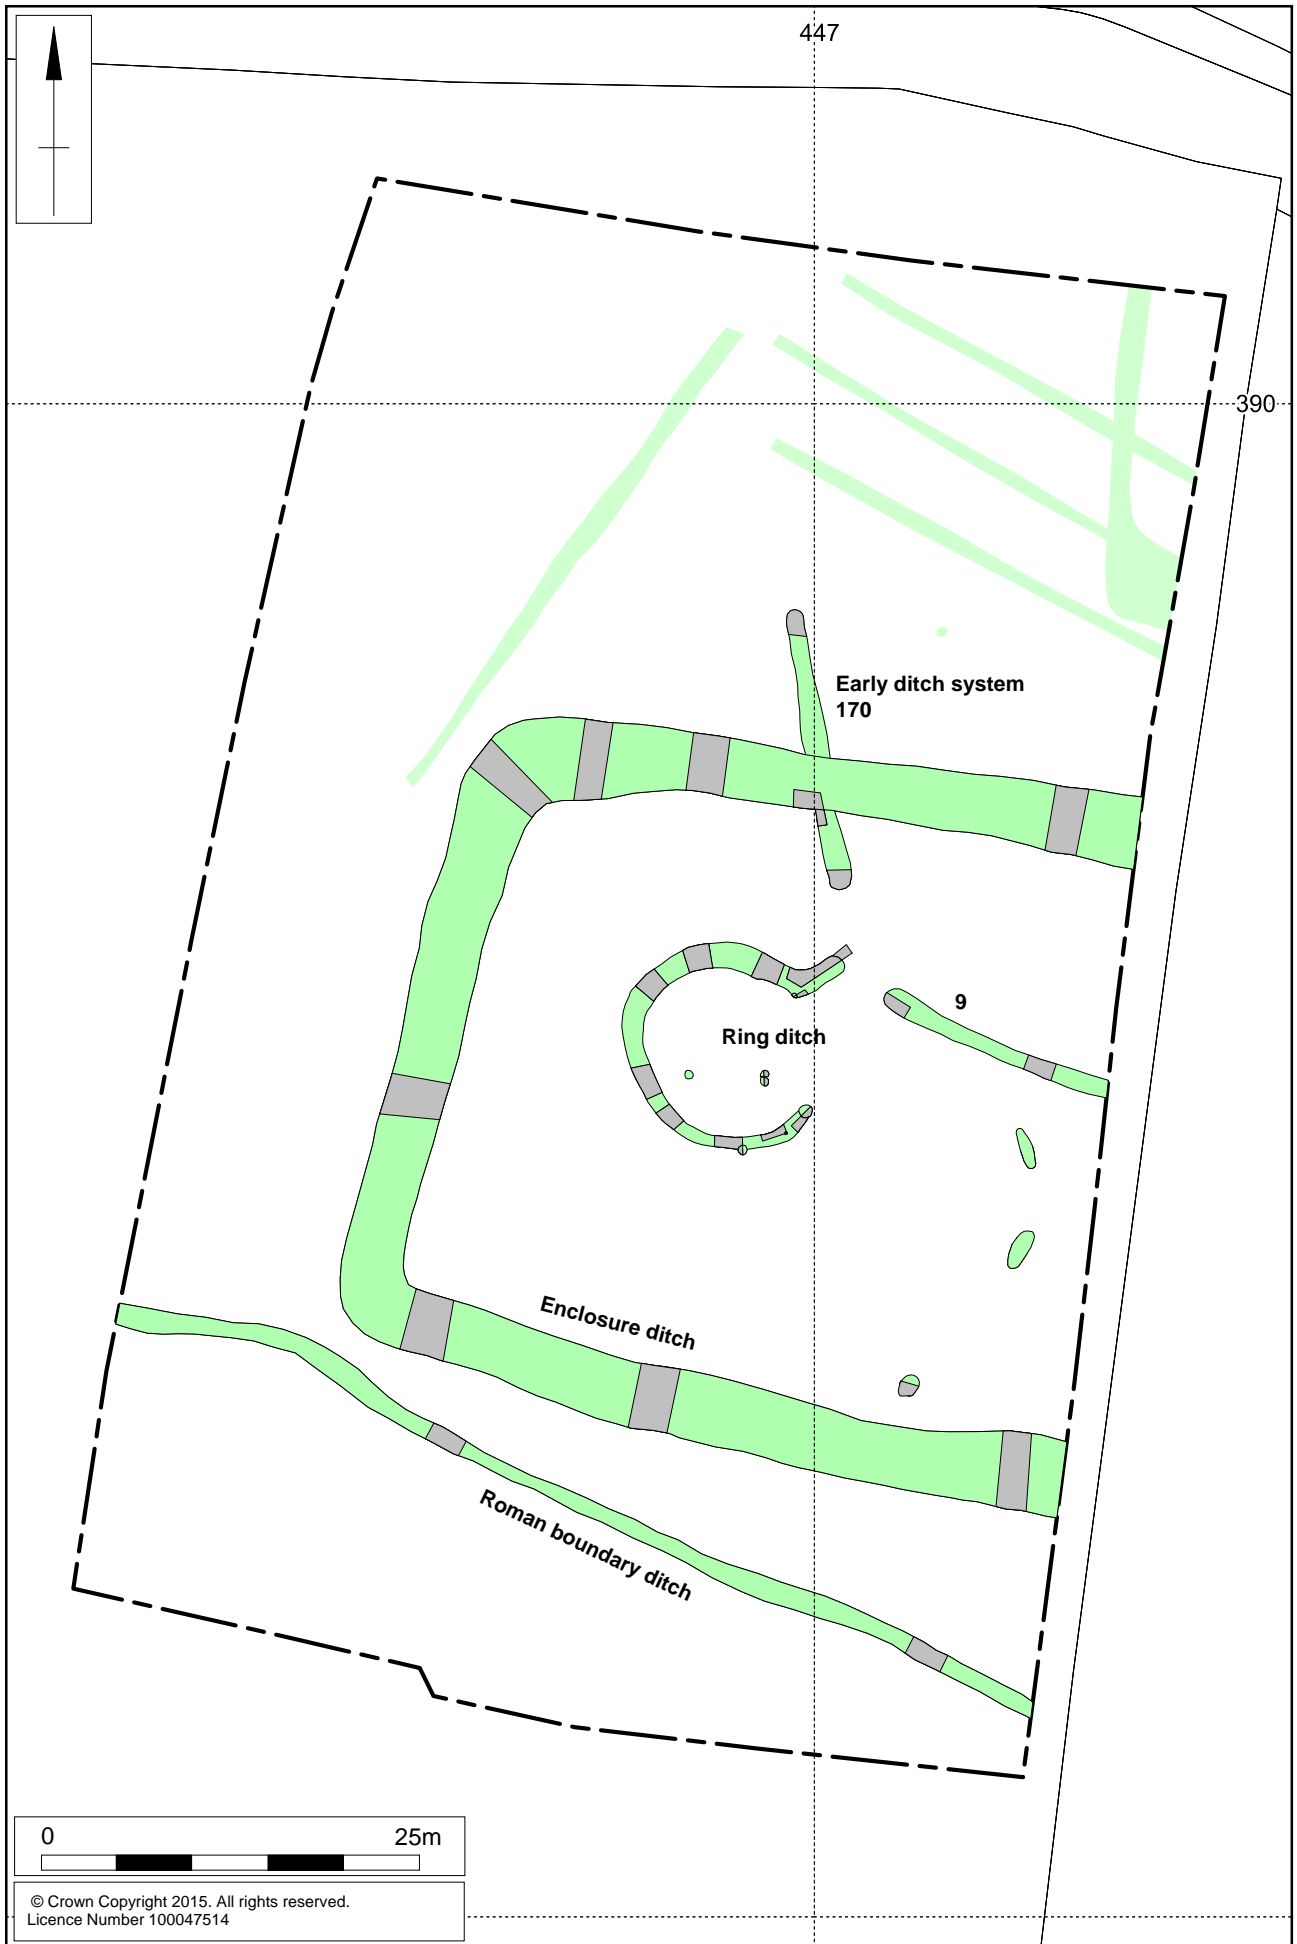 447
390
Early ditch system
170
9
Ring ditch
Enclosure ditch
Roman boundary ditch
0 25m
© Crown Copyright 2015. All rights reserved.
Licence Number 100047514